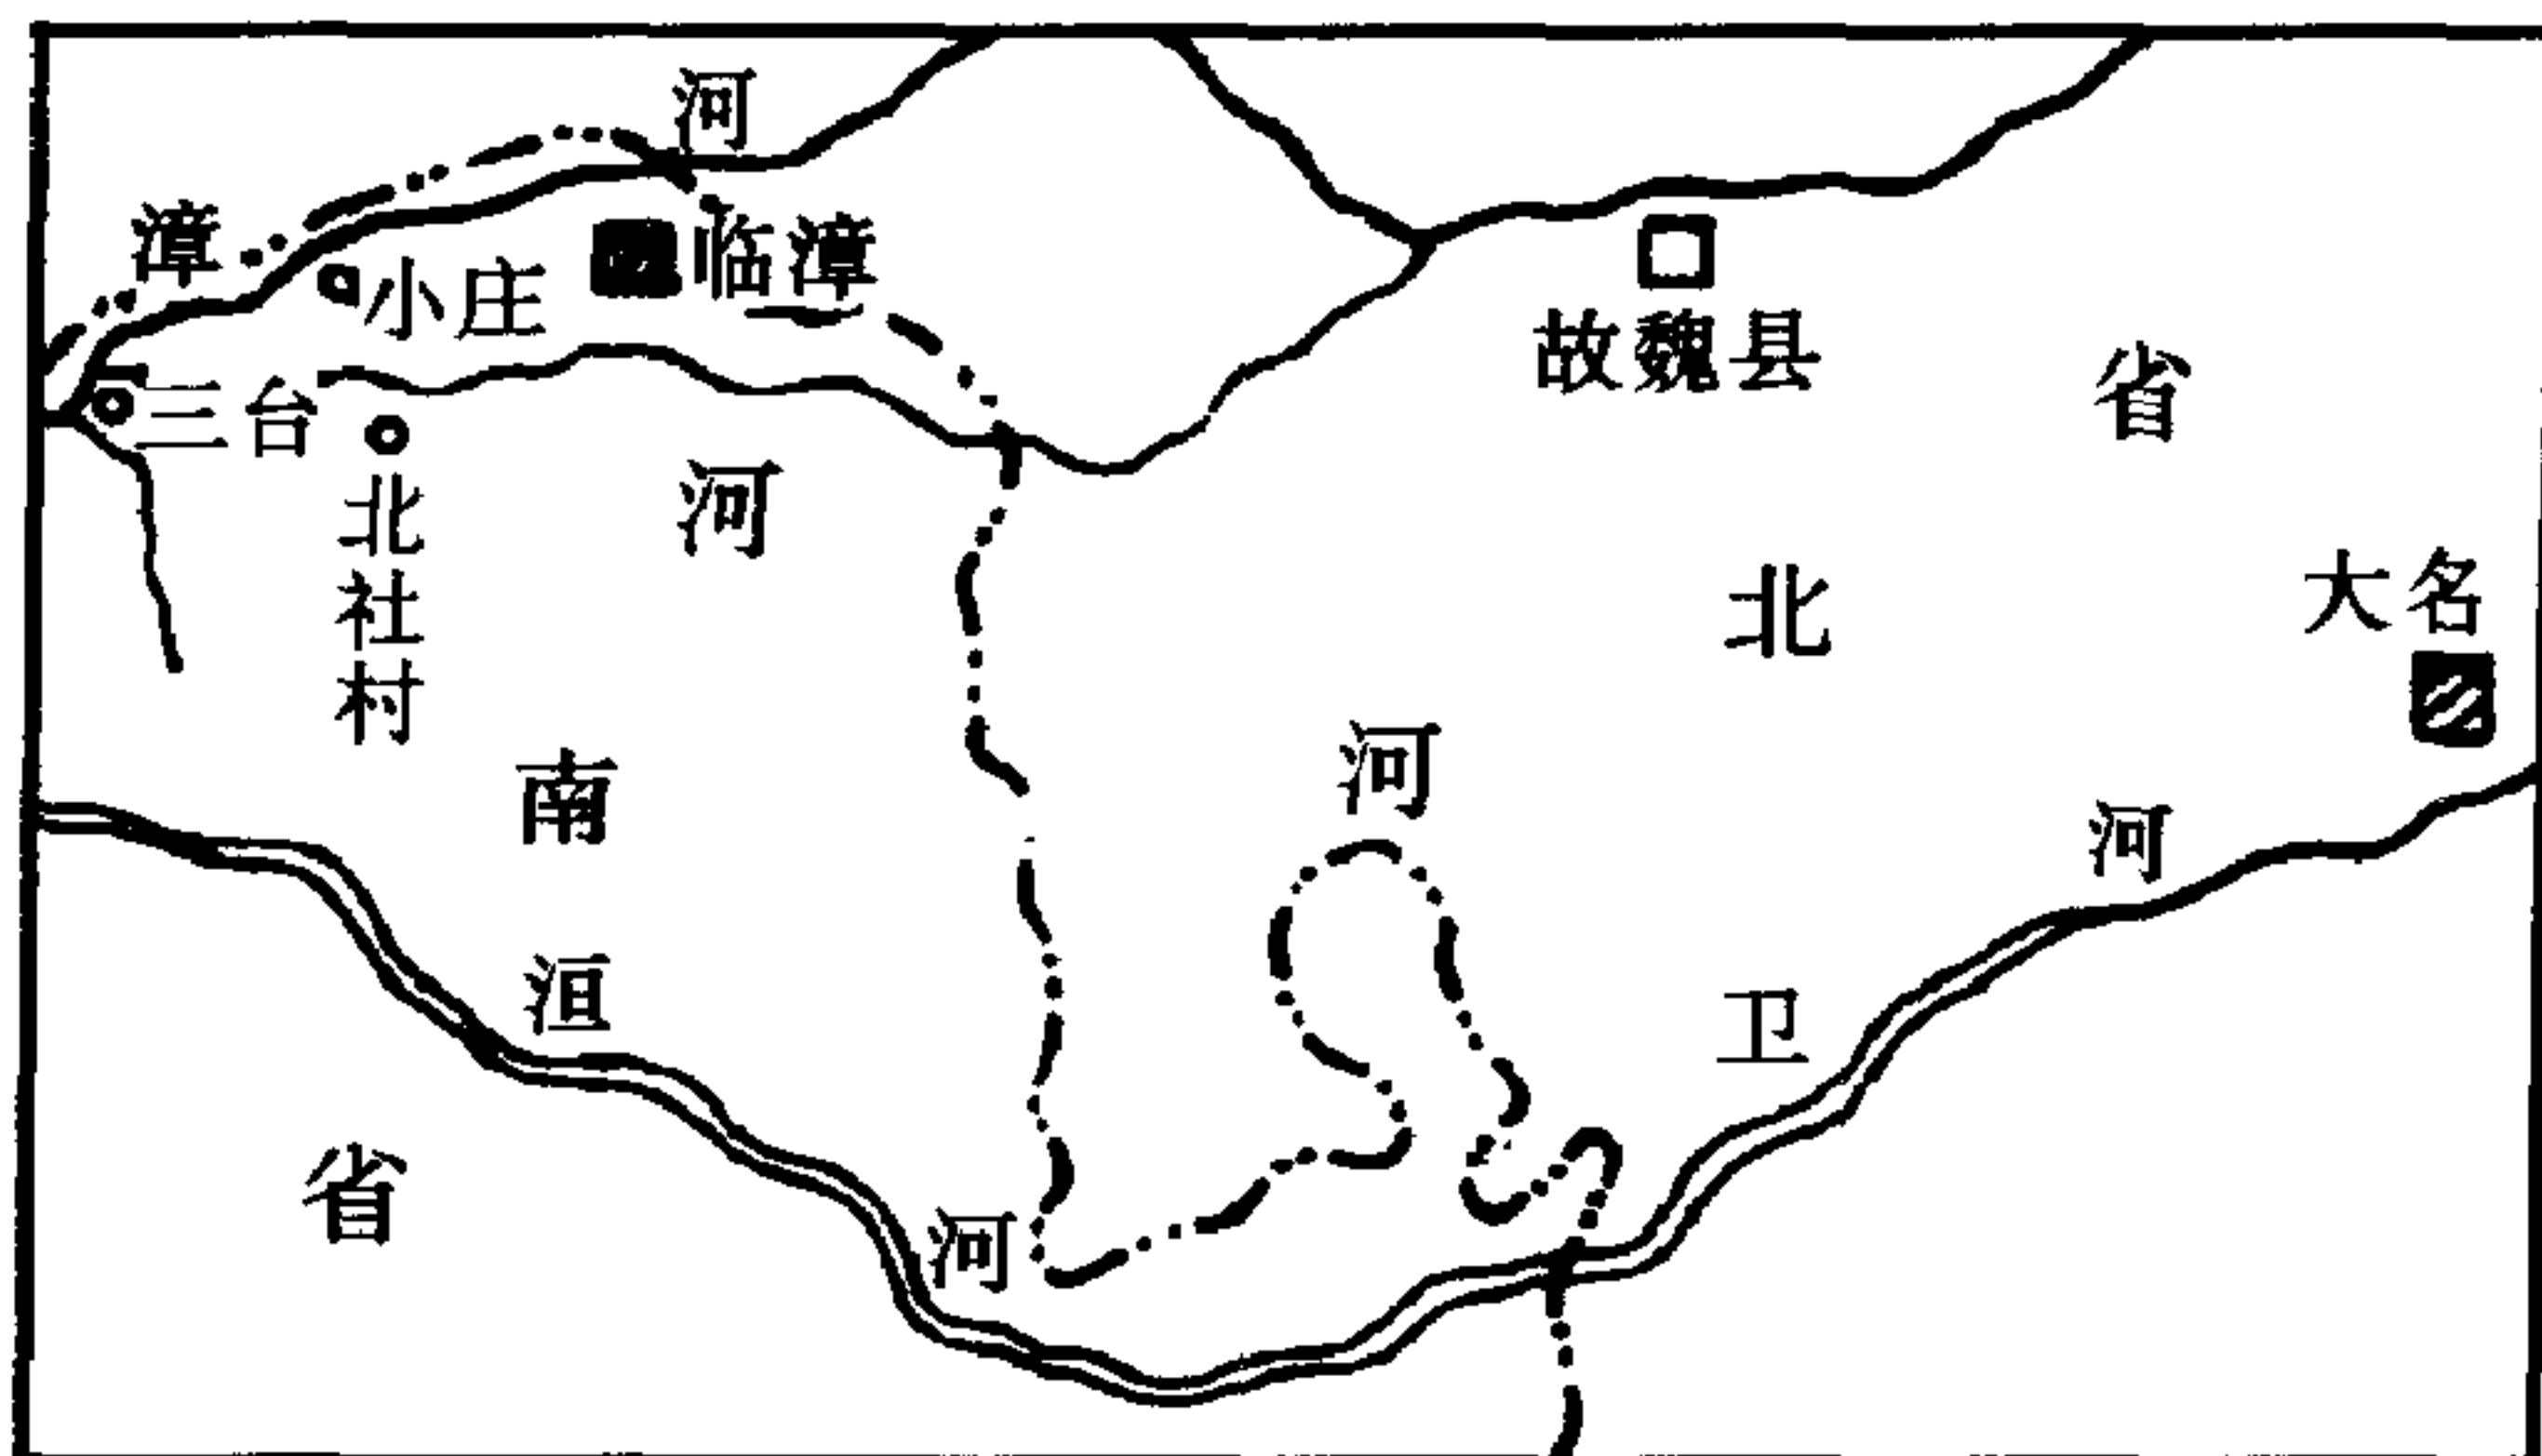 漳河
临漳
小庄
三台
北社村
故魏县
大名
河南省
河北省
洹河
卫河